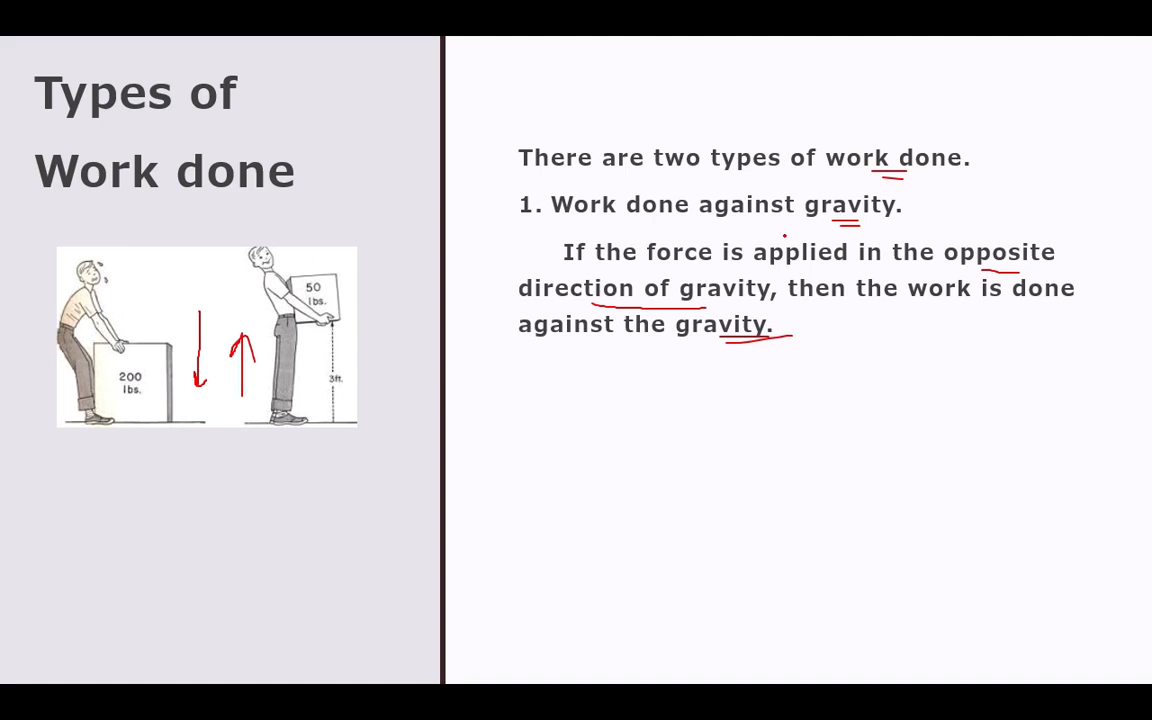 Types of
Work done
There are two types of work done.
1. Work done against gravity.
If the force is applied in the opposite
direction of gravity, then the work is done
against the gravity.
200
lbs.
50
lbs.
3ft.